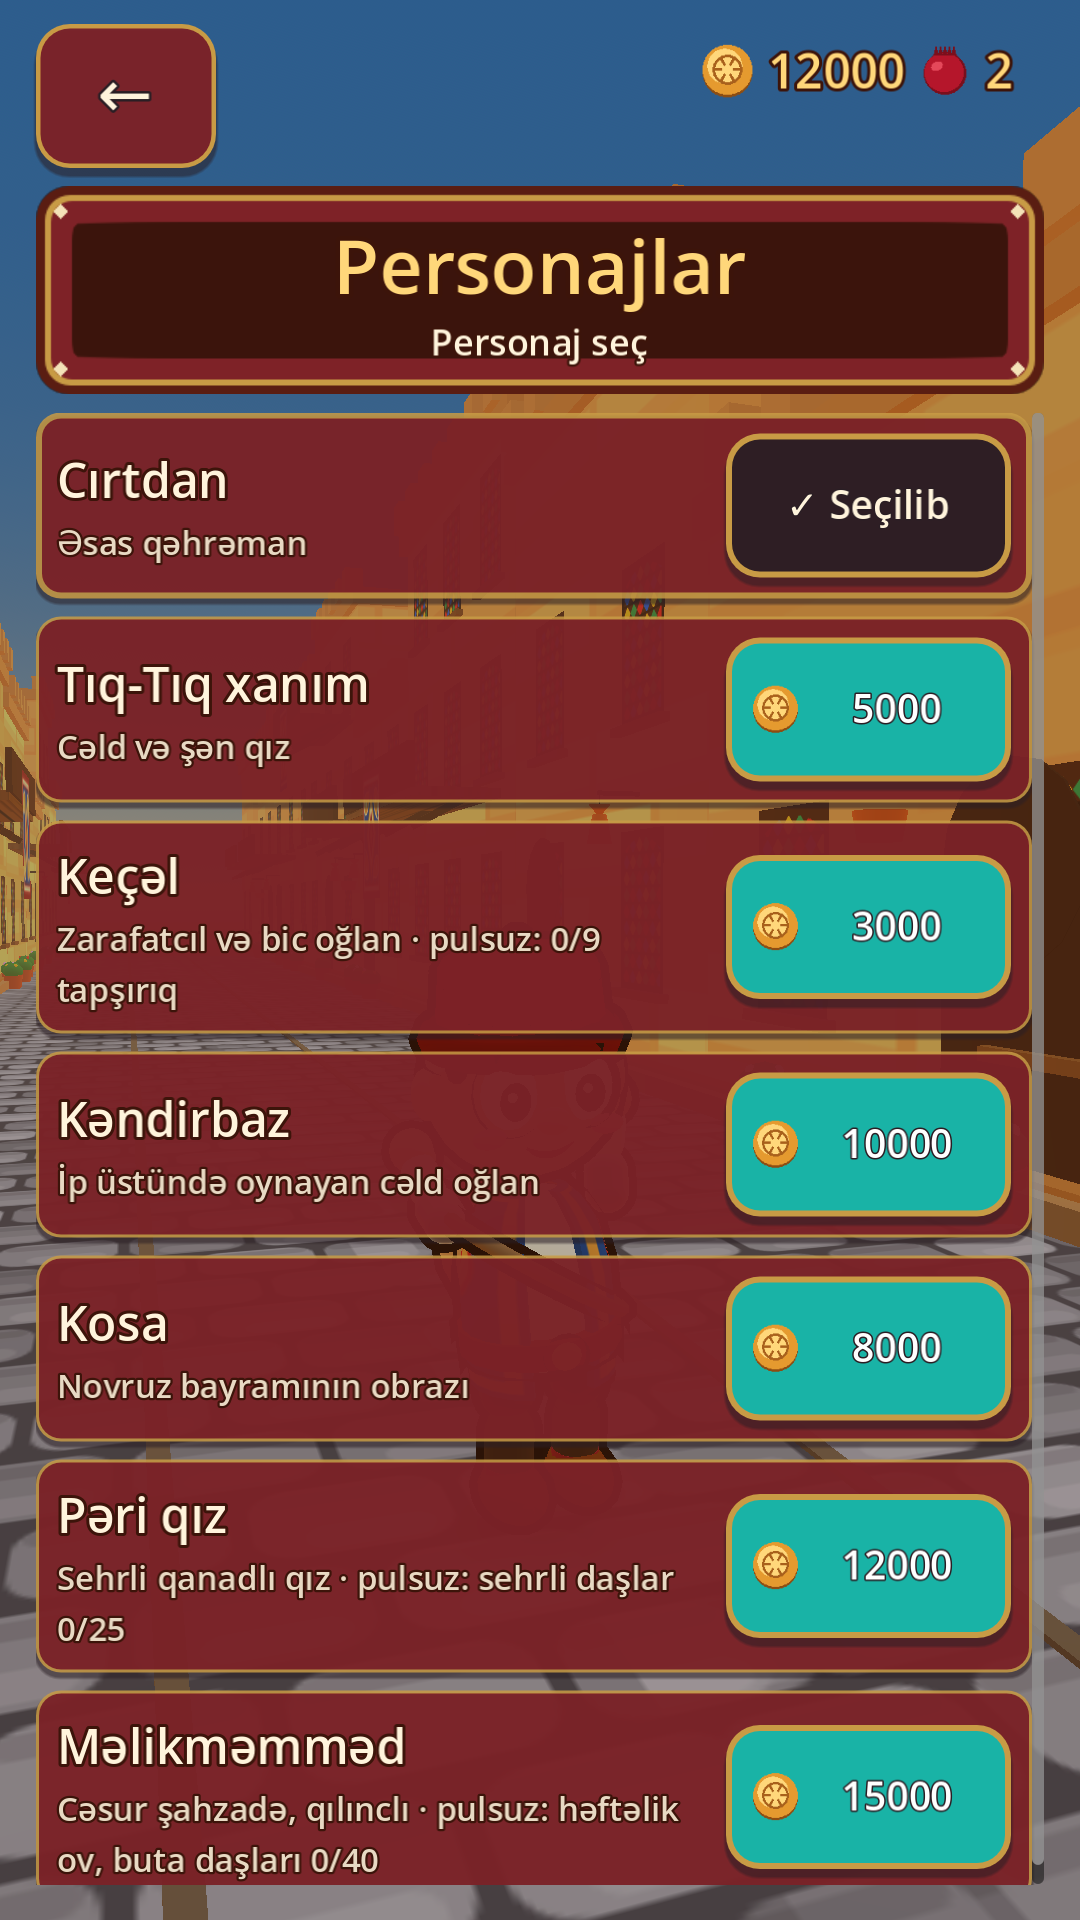 ←
12000 2
Personajlar
Personaj seç
Cırtdan
Əsas qəhrəman
✓ Seçilib
Tıq-Tıq xanım
Cəld və şən qız
5000
Keçəl
Zarafatcıl və bic oğlan · pulsuz: 0/9
tapşırıq
3000
Kəndirbaz
İp üstündə oynayan cəld oğlan
10000
Kosa
Novruz bayramının obrazı
8000
Pəri qız
Sehrli qanadlı qız · pulsuz: sehrli daşlar
0/25
12000
Məlikməmməd
Cəsur şahzadə, qılınclı · pulsuz: həftəlik
ov, buta daşları 0/40
15000